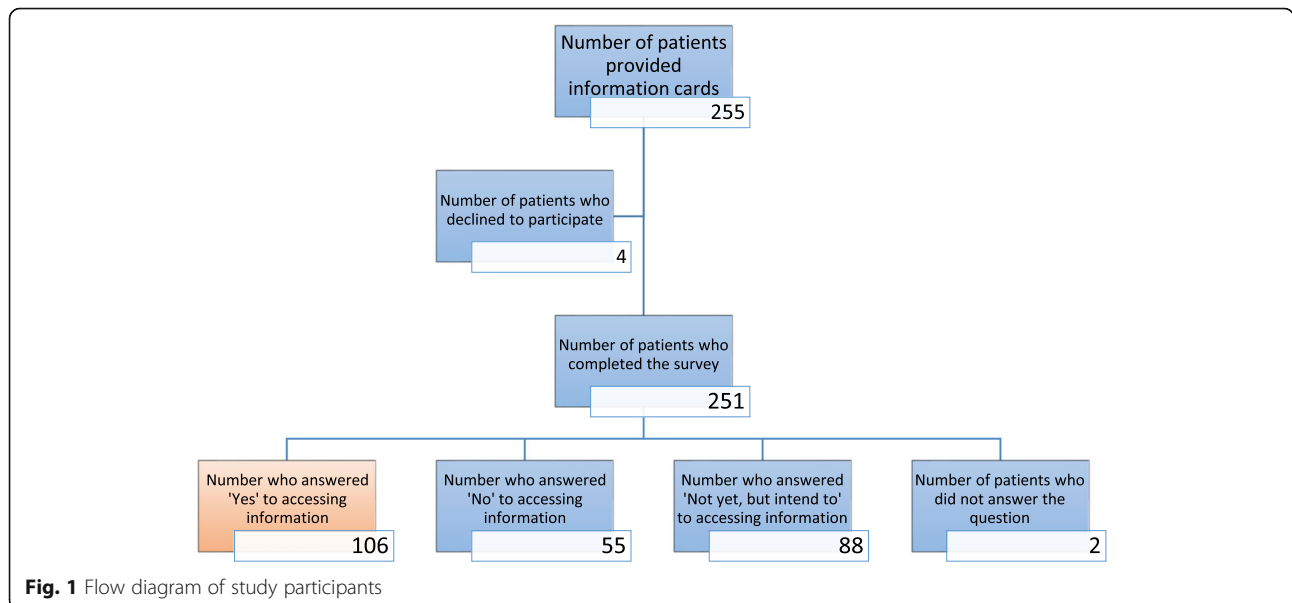 Number of patients
provided
information cards
255
Number of patients who
declined to participate
4
Number of patients who
completed the survey
251
Number who answered
'Yes' to accessing
information
106
Number who answered
'No' to accessing
information
55
Number who answered
'Not yet, but intend to'
to accessing information
88
Number of patients who
did not answer the
question
2
Fig. 1 Flow diagram of study participants